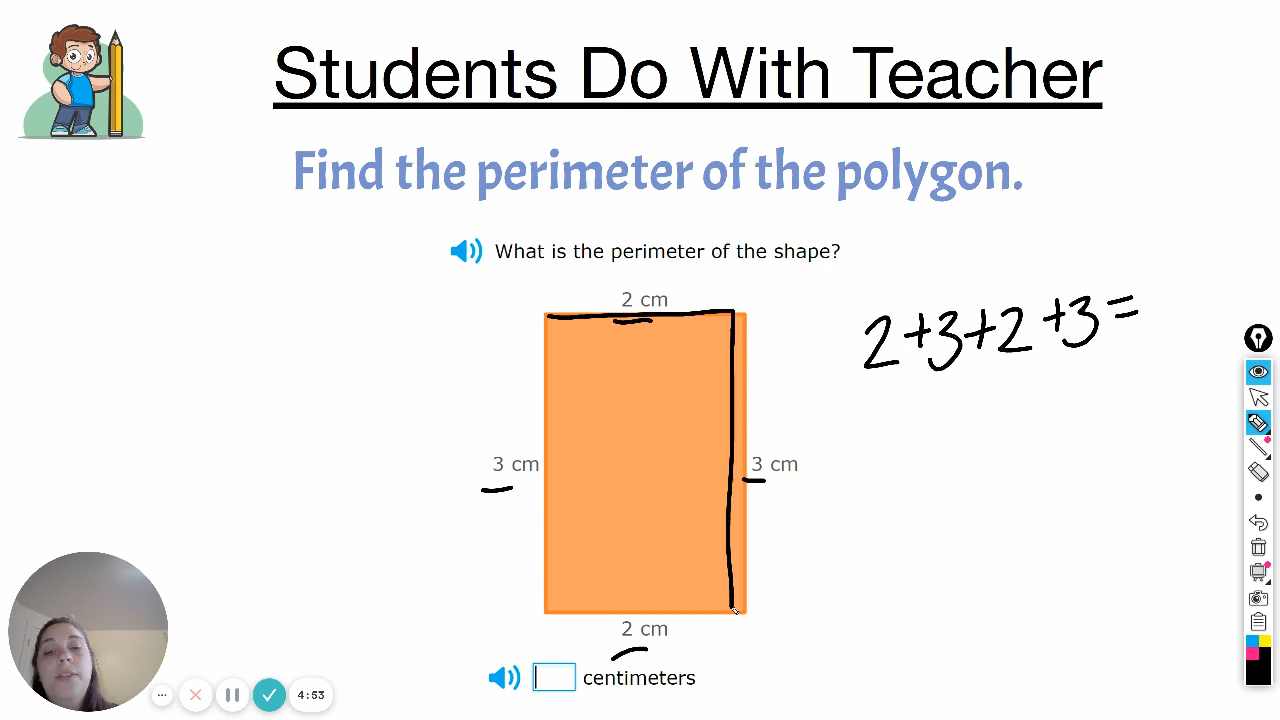 Students Do With Teacher
Find the perimeter of the polygon.
What is the perimeter of the shape?
2 cm
2+3+2+3=
3 cm
3 cm
2 cm
centimeters
4:53